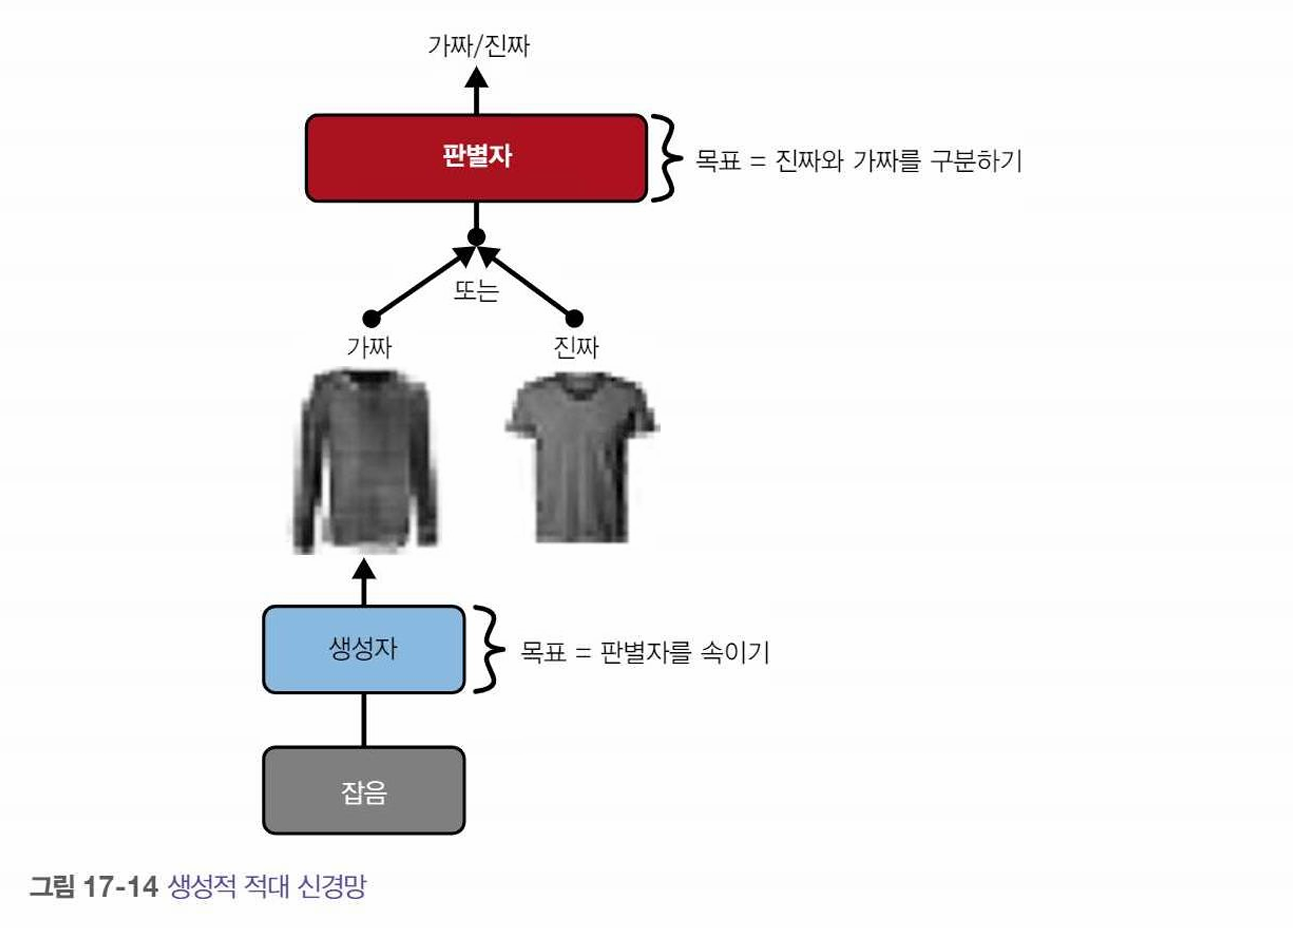 가짜/진짜
판별자
목표 = 진짜와 가짜를 구분하기
또는
가짜
진짜
생성자
목표 = 판별자를 속이기
잡음
그림 17-14 생성적 적대 신경망